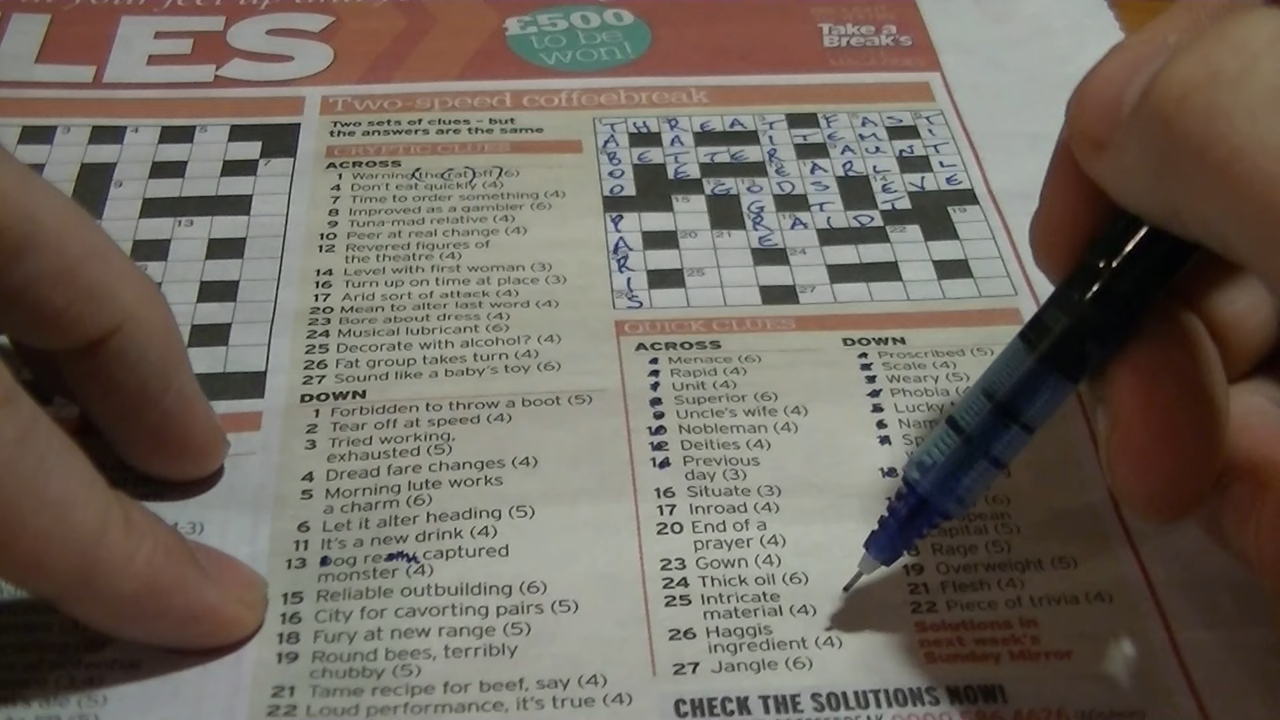 LES
£500
to be
won!
Take a
Break's
Two-speed coffeebreak
Two sets of clues – but
the answers are the same
CRYPTIC CLUES
ACROSS
1 Warning the rat off (6)
4 Don't eat quickly (4)
7 Time to order something (4)
8 Improved as a gambler (6)
9 Tuna-mad relative (4)
10 Peer at real change (4)
12 Revered figures of
the theatre (4)
14 Level with first woman (3)
16 Turn up on time at place (3)
17 Arid sort of attack (4)
20 Mean to alter last word (4)
23 Bore about dress (4)
24 Musical lubricant (6)
25 Decorate with alcohol? (4)
26 Fat group takes turn (4)
27 Sound like a baby's toy (6)
DOWN
1 Forbidden to throw a boot (5)
2 Tear off at speed (4)
3 Tried working,
exhausted (5)
4 Dread fare changes (4)
5 Morning lute works
a charm (6)
6 Let it alter heading (5)
11 It's a new drink (4)
13 Dog really captured
monster (4)
15 Reliable outbuilding (6)
16 City for cavorting pairs (5)
18 Fury at new range (5)
19 Round bees, terribly
chubby (5)
21 Tame recipe for beef, say (4)
22 Loud performance, it's true (4)
QUICK CLUES
ACROSS
Menace (6)
Rapid (4)
Unit (4)
Superior (6)
Uncle's wife (4)
10 Nobleman (4)
12 Deities (4)
14 Previous
day (3)
16 Situate (3)
17 Inroad (4)
20 End of a
prayer (4)
23 Gown (4)
24 Thick oil (6)
25 Intricate
material (4)
26 Haggis
ingredient (4)
27 Jangle (6)
DOWN
Proscribed (5)
Scale (4)
Weary (5)
Phobia
5 Lucky
6
(6)
capital (5)
Rage (5)
19 Overweight (5)
21 Flesh (4)
22 Piece of trivia (4)
Solutions in
next week's
Sunday Mirror
CHECK THE SOLUTIONS NOW!